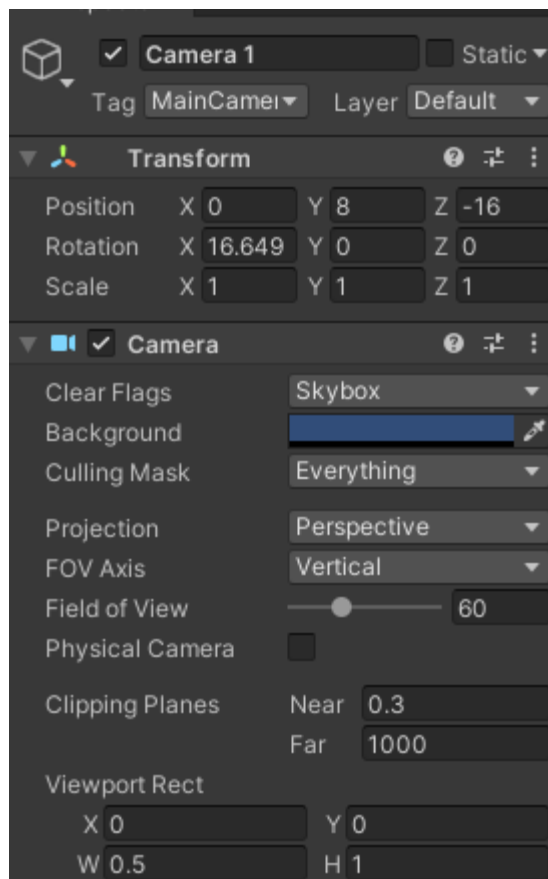 Camera 1 Static
Tag MainCamer Layer Default
Transform
Position X 0 Y 8 Z -16
Rotation X 16.649 Y 0 Z 0
Scale X 1 Y 1 Z 1
Camera
Clear Flags Skybox
Background
Culling Mask Everything
Projection Perspective
FOV Axis Vertical
Field of View 60
Physical Camera
Clipping Planes Near 0.3
Far 1000
Viewport Rect
X 0 Y 0
W 0.5 H 1